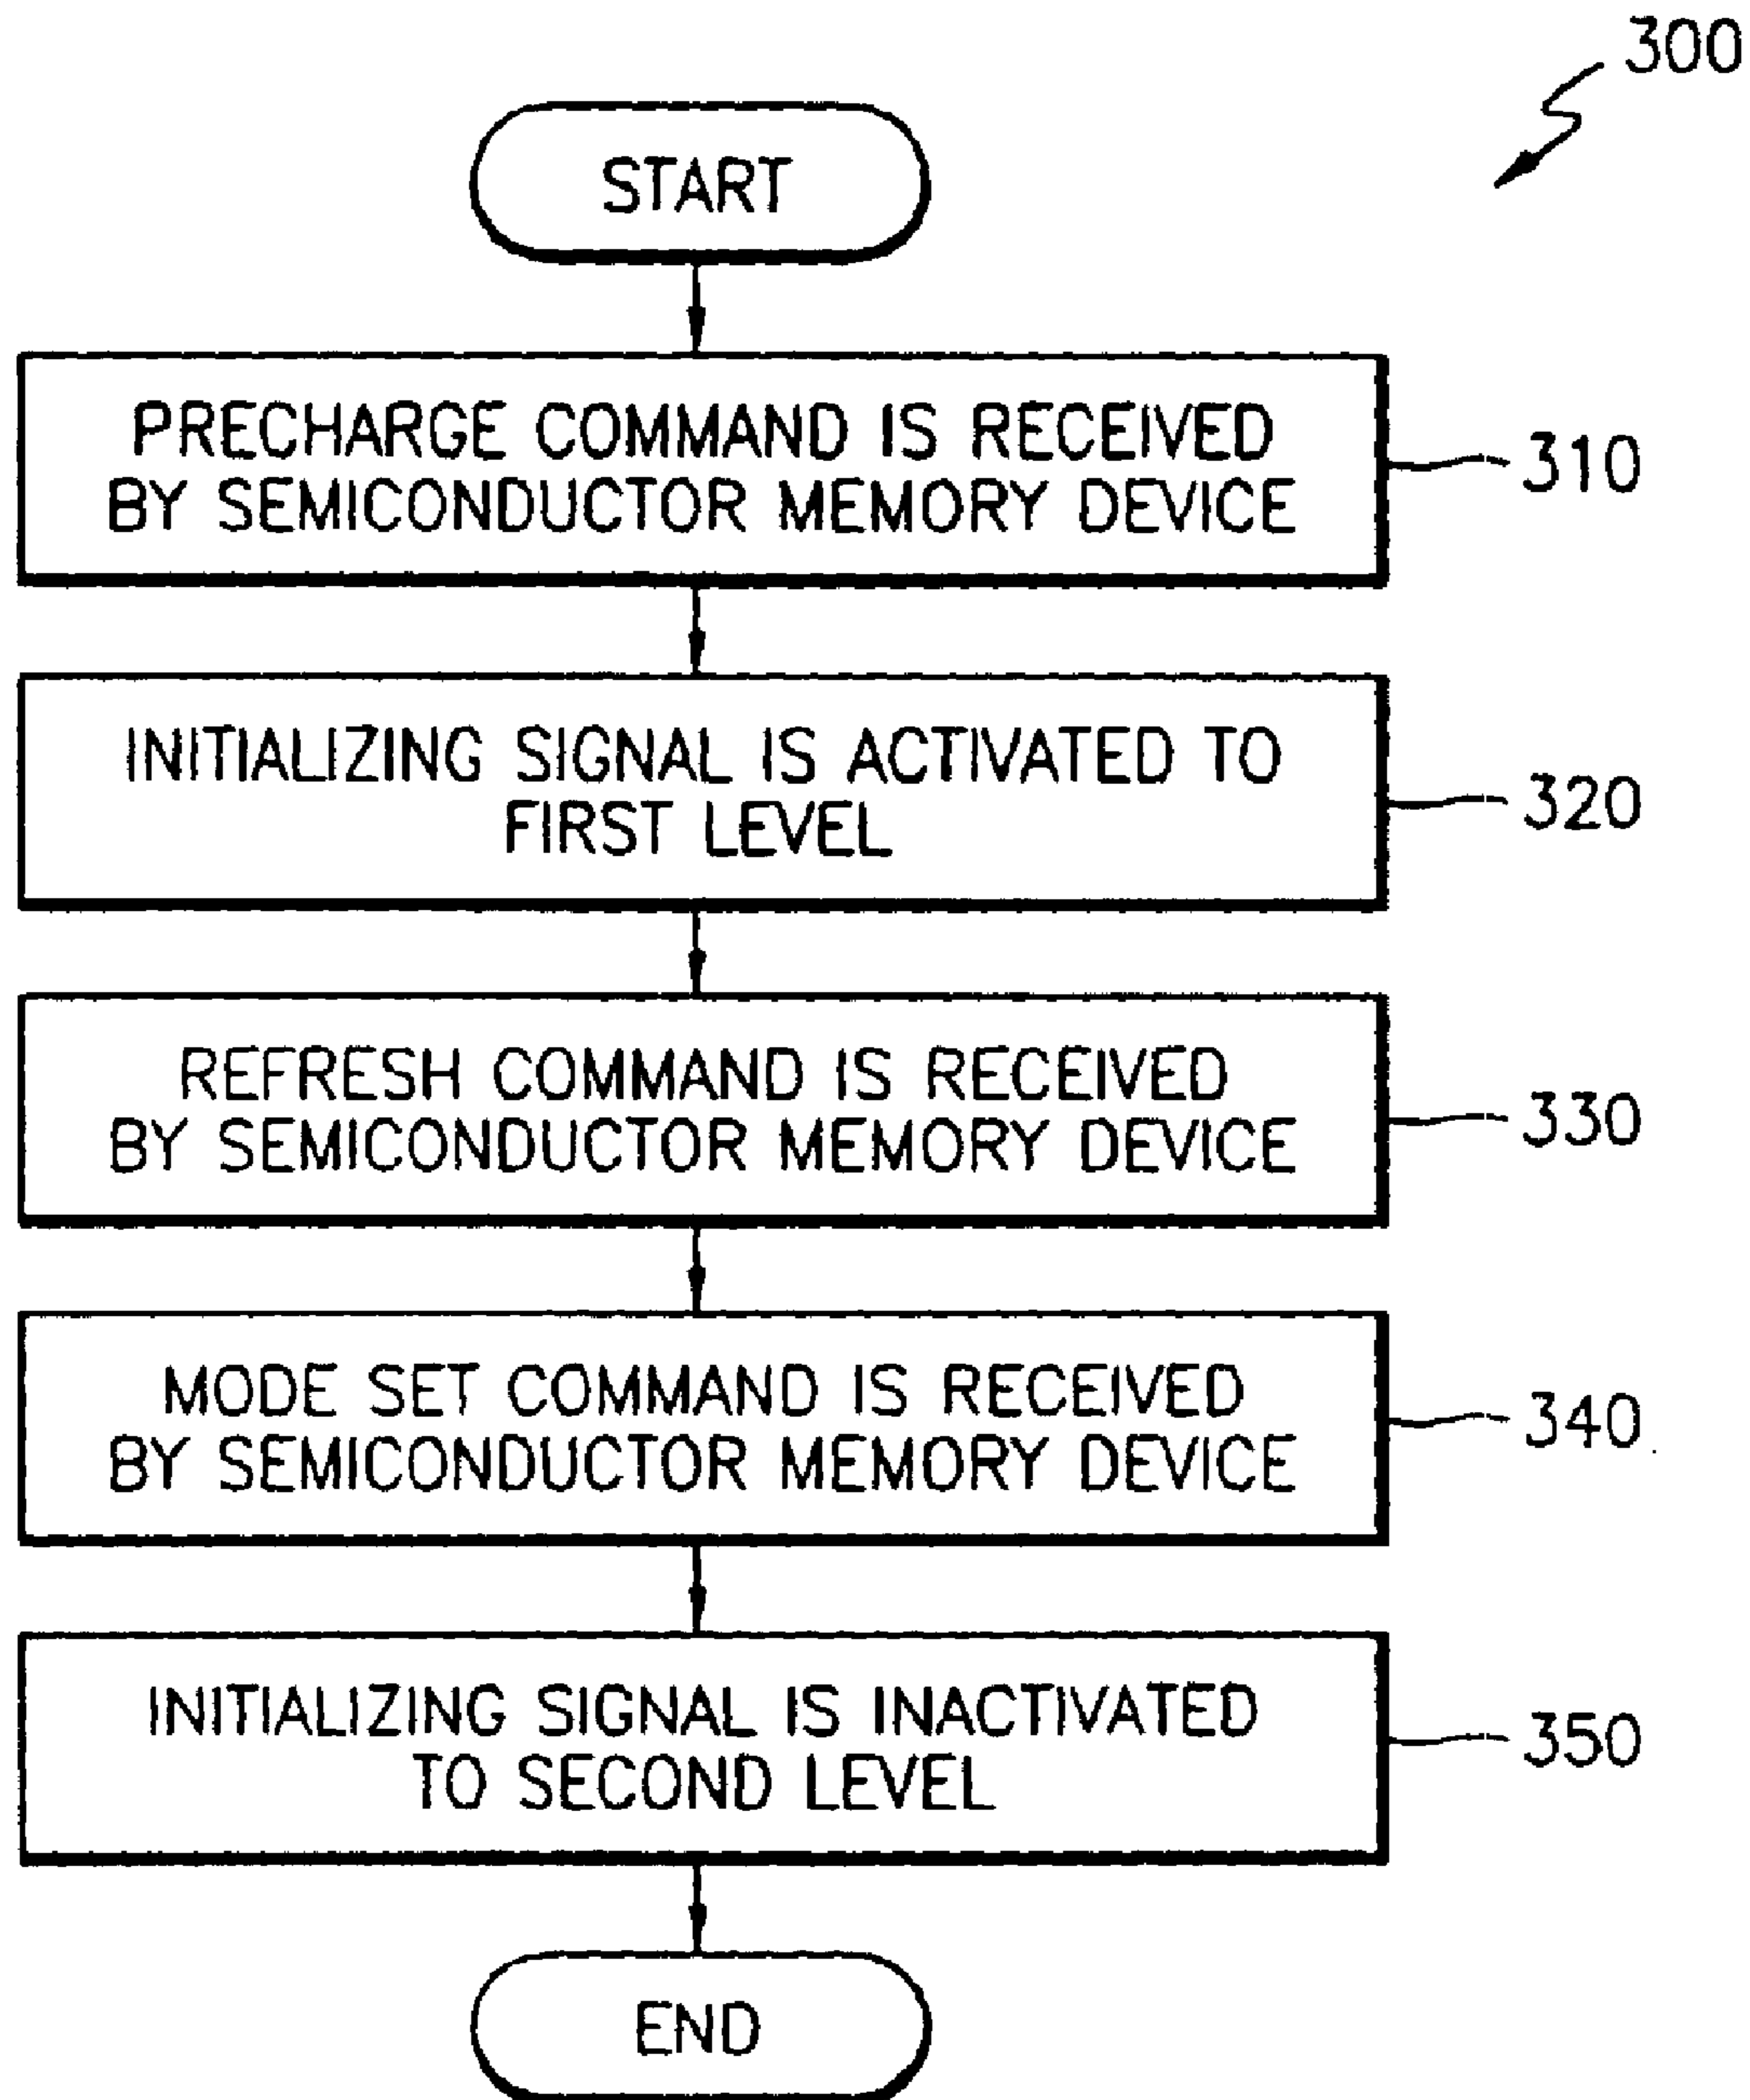 300
START
PRECHARGE COMMAND IS RECEIVED
BY SEMICONDUCTOR MEMORY DEVICE
310
INITIALIZING SIGNAL IS ACTIVATED TO
FIRST LEVEL
320
REFRESH COMMAND IS RECEIVED
BY SEMICONDUCTOR MEMORY DEVICE
330
MODE SET COMMAND IS RECEIVED
BY SEMICONDUCTOR MEMORY DEVICE
340
INITIALIZING SIGNAL IS INACTIVATED
TO SECOND LEVEL
350
END